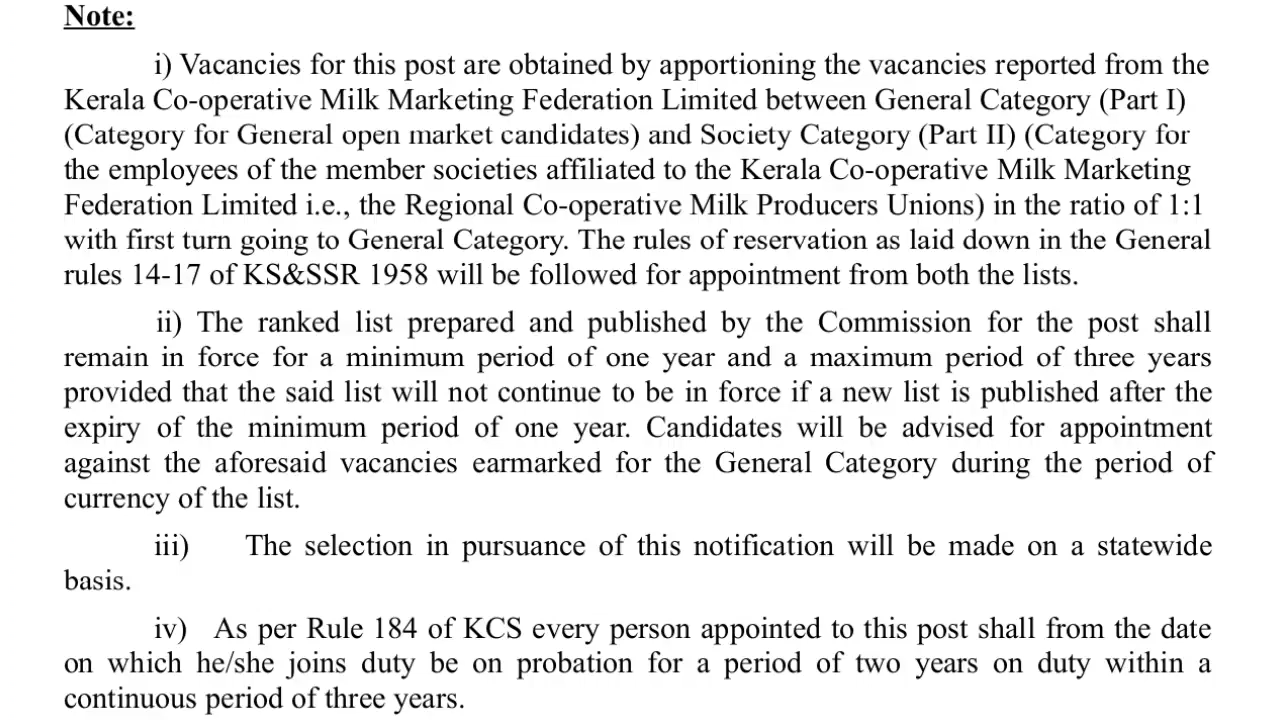 Note:
i) Vacancies for this post are obtained by apportioning the vacancies reported from the
Kerala Co-operative Milk Marketing Federation Limited between General Category (Part I)
(Category for General open market candidates) and Society Category (Part II) (Category for
the employees of the member societies affiliated to the Kerala Co-operative Milk Marketing
Federation Limited i.e., the Regional Co-operative Milk Producers Unions) in the ratio of 1:1
with first turn going to General Category. The rules of reservation as laid down in the General
rules 14-17 of KS&SSR 1958 will be followed for appointment from both the lists.
ii) The ranked list prepared and published by the Commission for the post shall
remain in force for a minimum period of one year and a maximum period of three years
provided that the said list will not continue to be in force if a new list is published after the
expiry of the minimum period of one year. Candidates will be advised for appointment
against the aforesaid vacancies earmarked for the General Category during the period of
currency of the list.
iii) The selection in pursuance of this notification will be made on a statewide
basis.
iv) As per Rule 184 of KCS every person appointed to this post shall from the date
on which he/she joins duty be on probation for a period of two years on duty within a
continuous period of three years.